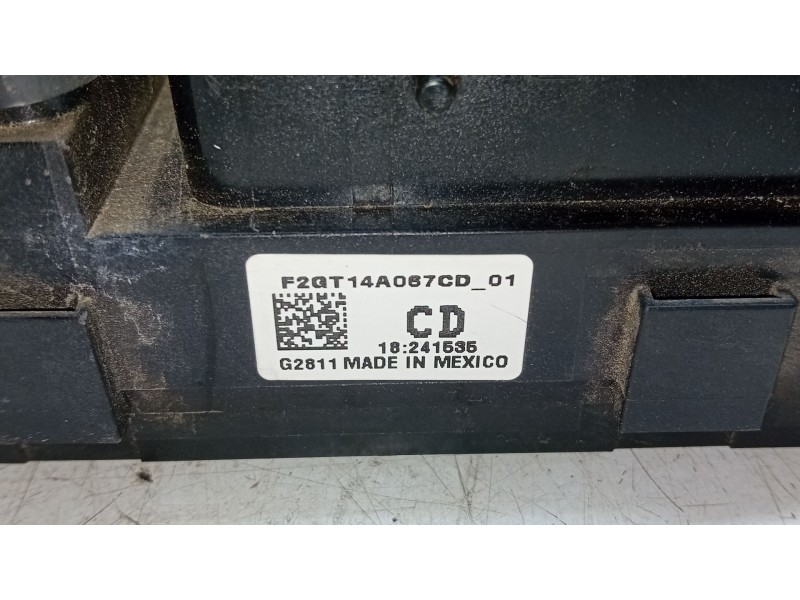 F2GT14A067CD_01
CD
18:241535
G2811 MADE IN MEXICO